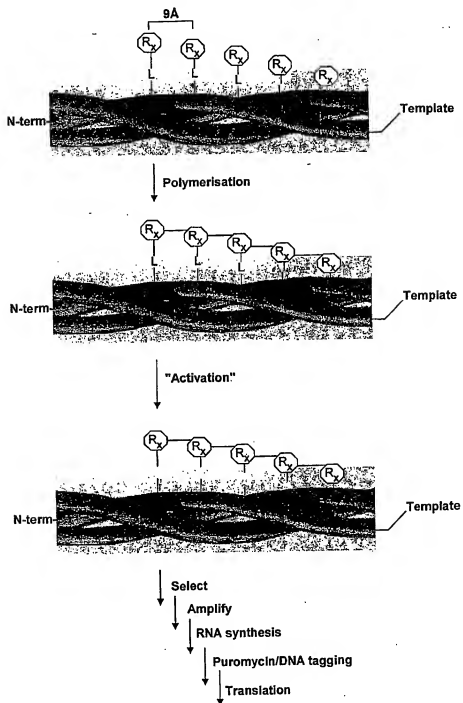 9Å
Rx Rx Rx Rx Rx
L L L
N-term
Template
Polymerisation
Rx Rx Rx Rx Rx
L L L
N-term
Template
"Activation"
Rx Rx Rx Rx Rx
N-term
Template
Select
Amplify
RNA synthesis
Puromycin/DNA tagging
Translation